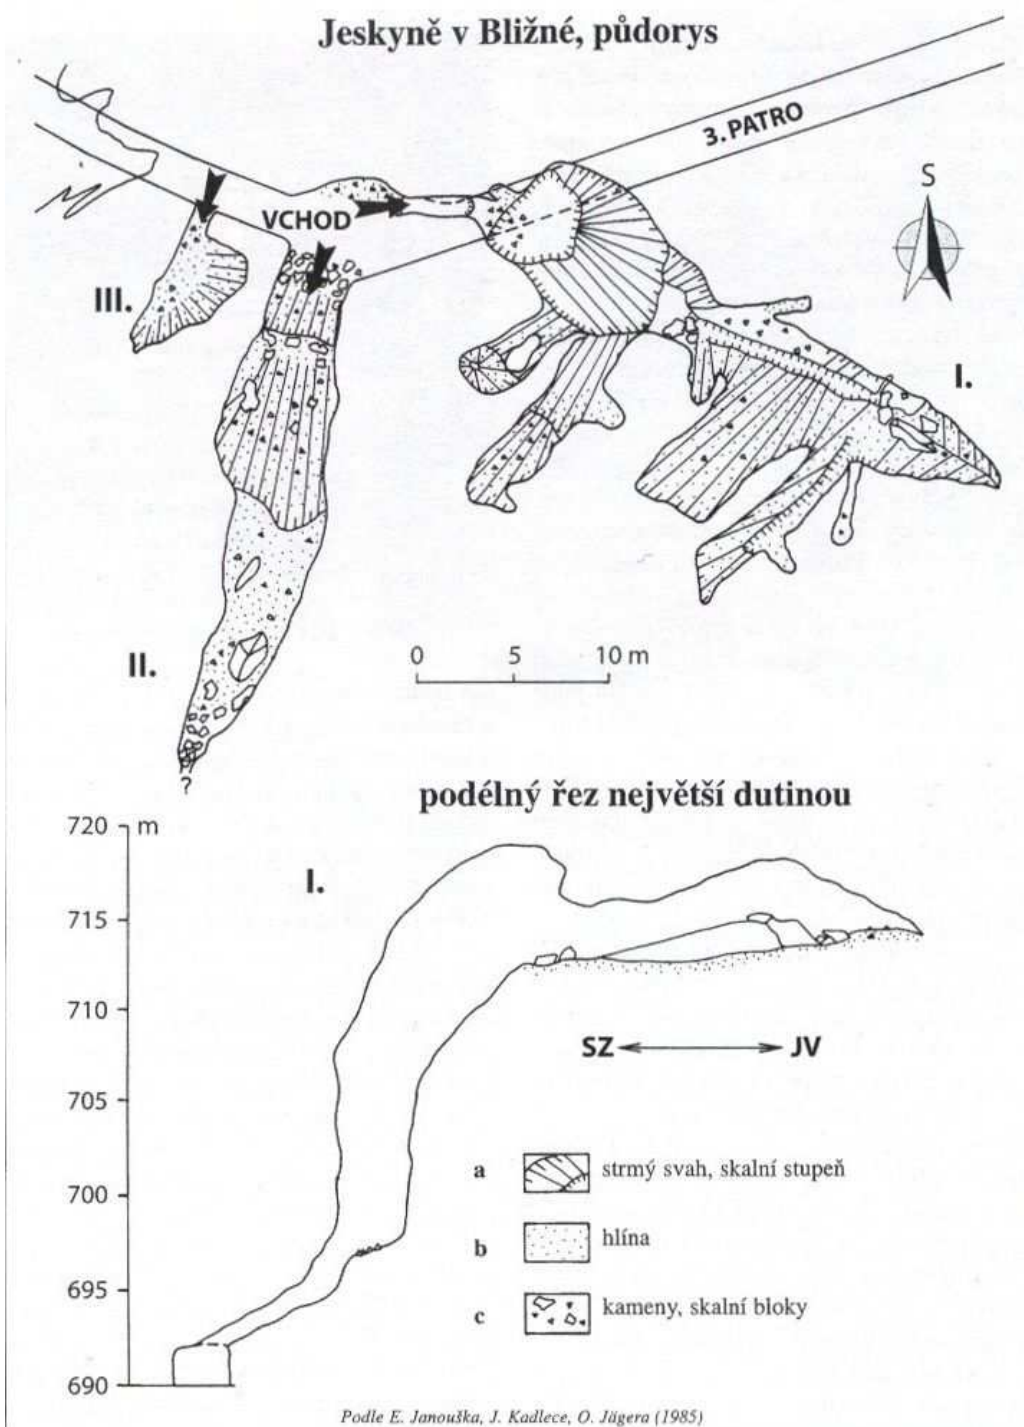 Jeskyně v Bližné, půdorys
3. PATRO
S
VCHOD
III.
I.
II.
0 5 10 m
?
podélný řez největší dutinou
720 m
I.
715
710
SZ JV
705
a strmý svah, skalní stupeň
700
b hlína
695
c kameny, skalní bloky
690
Podle E. Janouška, J. Kadlece, O. Jägera (1985)